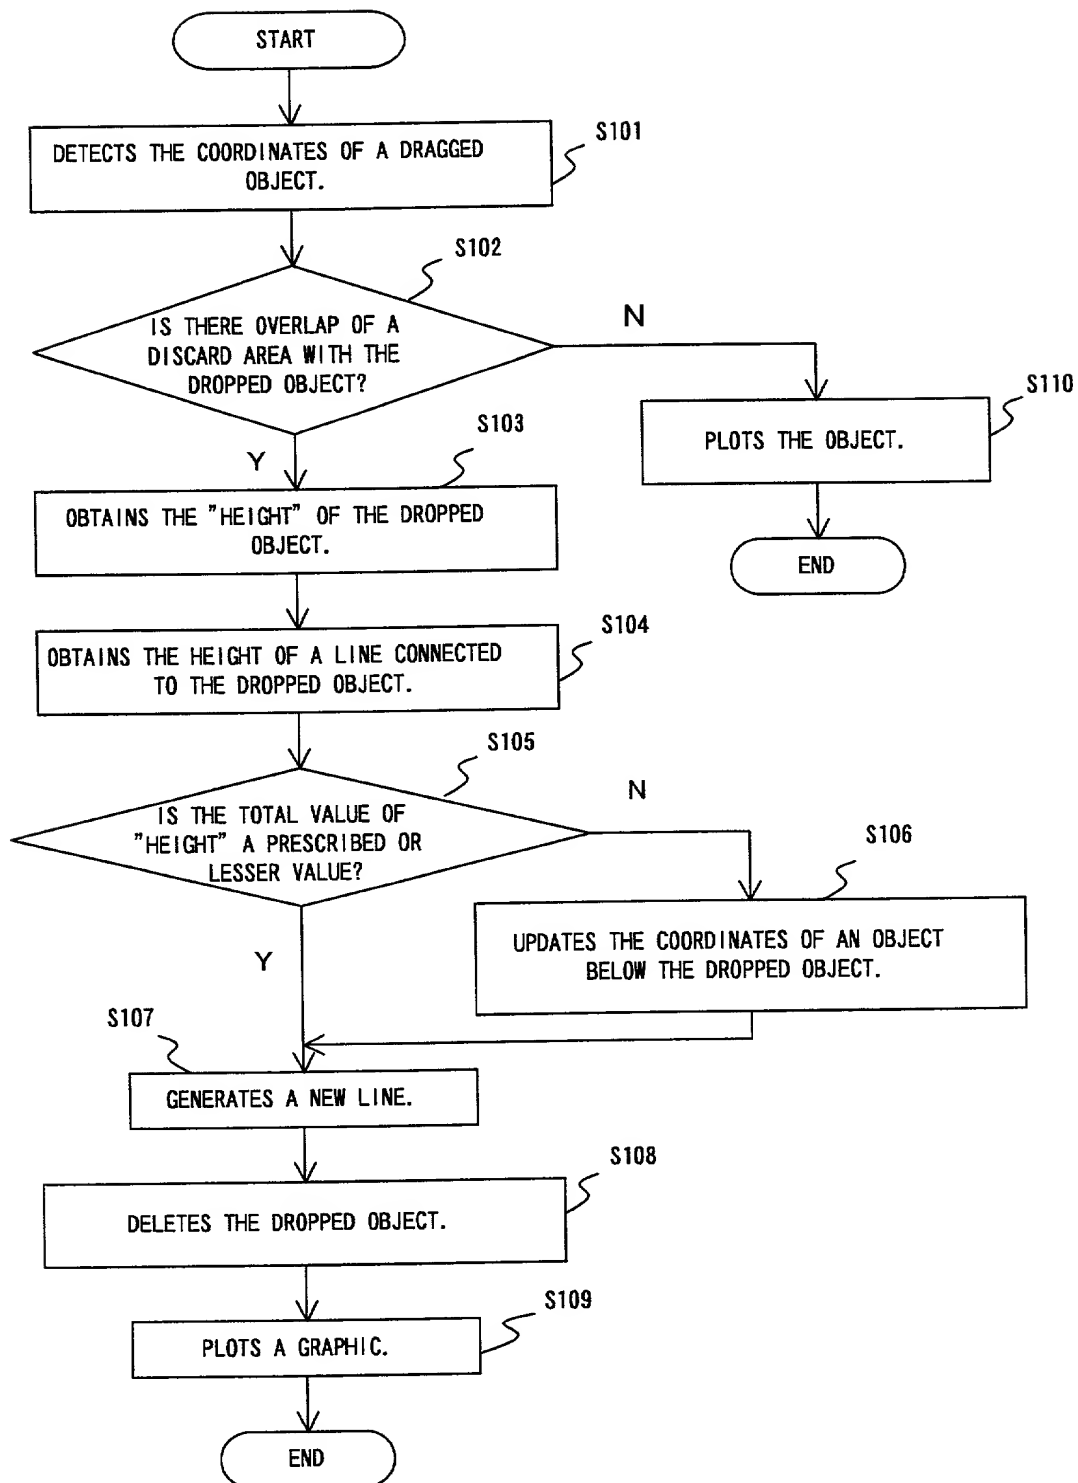 START
S101
DETECTS THE COORDINATES OF A DRAGGED
OBJECT.
S102
IS THERE OVERLAP OF A
DISCARD AREA WITH THE
DROPPED OBJECT?
N
S110
PLOTS THE OBJECT.
END
Y
S103
OBTAINS THE "HEIGHT" OF THE DROPPED
OBJECT.
S104
OBTAINS THE HEIGHT OF A LINE CONNECTED
TO THE DROPPED OBJECT.
S105
IS THE TOTAL VALUE OF
"HEIGHT" A PRESCRIBED OR
LESSER VALUE?
N
S106
UPDATES THE COORDINATES OF AN OBJECT
BELOW THE DROPPED OBJECT.
Y
S107
GENERATES A NEW LINE.
S108
DELETES THE DROPPED OBJECT.
S109
PLOTS A GRAPHIC.
END